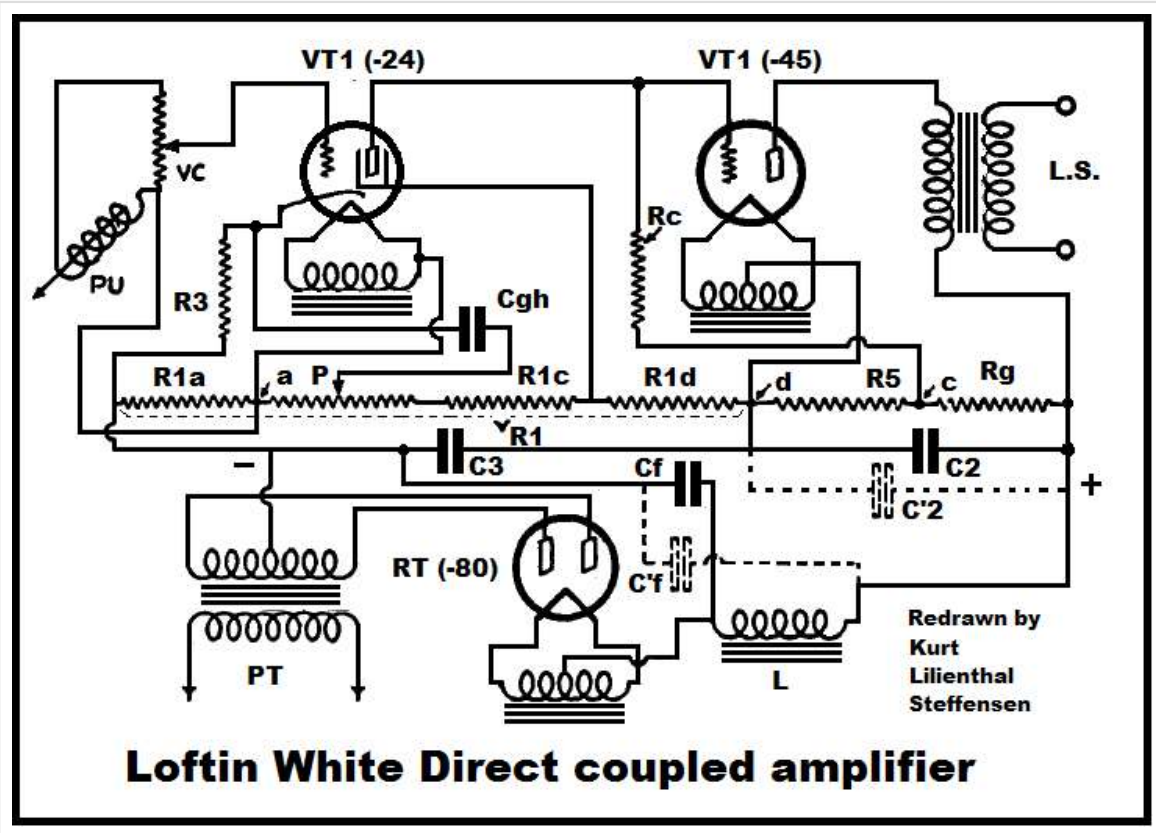 VT1 (-24)
VT1 (-45)
VC
L.S.
PU
Rc
R3
Cgh
R1a
a
P
R1c
R1d
d
R5
c
Rg
R1
−
C3
Cf
C2
+
C'2
RT (-80)
C'f
PT
L
Redrawn by
Kurt
Lilienthal
Steffensen
Loftin White Direct coupled amplifier